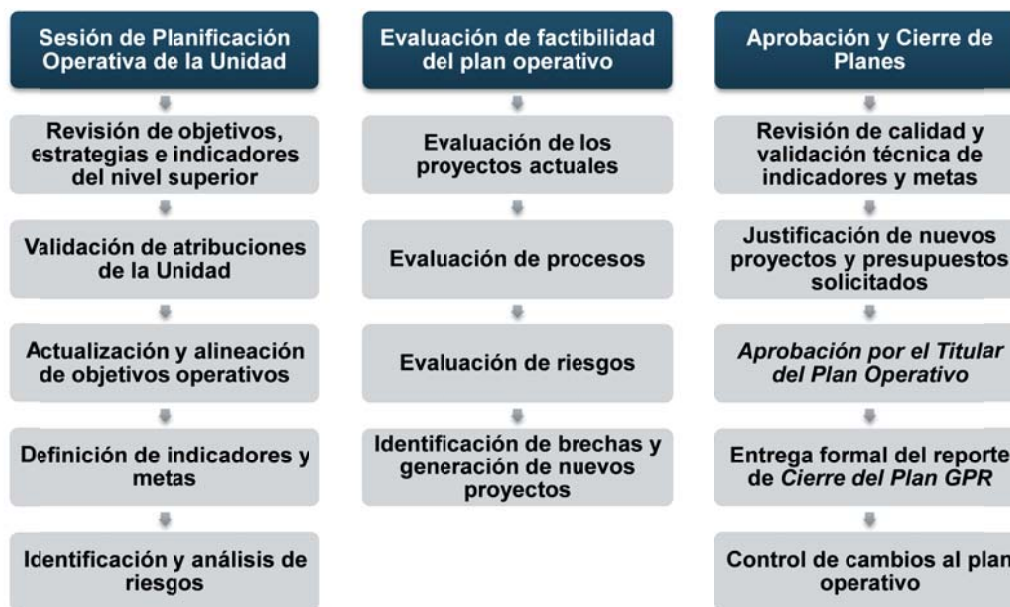 Sesión de Planificación
Operativa de la Unidad
Revisión de objetivos,
estrategias e indicadores
del nivel superior
Validación de atribuciones
de la Unidad
Actualización y alineación
de objetivos operativos
Definición de indicadores y
metas
Identificación y análisis de
riesgos
Evaluación de factibilidad
del plan operativo
Evaluación de los
proyectos actuales
Evaluación de procesos
Evaluación de riesgos
Identificación de brechas y
generación de nuevos
proyectos
Aprobación y Cierre de
Planes
Revisión de calidad y
validación técnica de
indicadores y metas
Justificación de nuevos
proyectos y presupuestos
solicitados
Aprobación por el Titular
del Plan Operativo
Entrega formal del reporte
de Cierre del Plan GPR
Control de cambios al plan
operativo